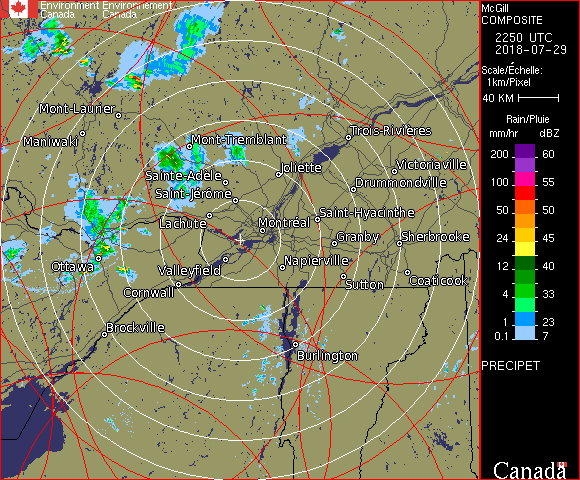 Environment Environnement
Canada Canada
Mont-Laurier
Maniwaki
Mont-Tremblant
Trois-Rivières
Sainte-Adèle
Joliette
Victoriaville
Saint-Jérôme
Drummondville
Lachute
Montréal
Saint-Hyacinthe
Granby
Sherbrooke
Ottawa
Valleyfield
Napierville
Cornwall
Sutton
Coaticook
Brockville
Burlington
McGill
COMPOSITE
2250 UTC
2018-07-29
Scale/Échelle:
1km/Pixel
40 KM
Rain/Pluie
mm/hr dBZ
200 60
150 57
100 55
50 50
24 45
12 40
4 33
1 23
0.1 7
PRECIPET
Canada